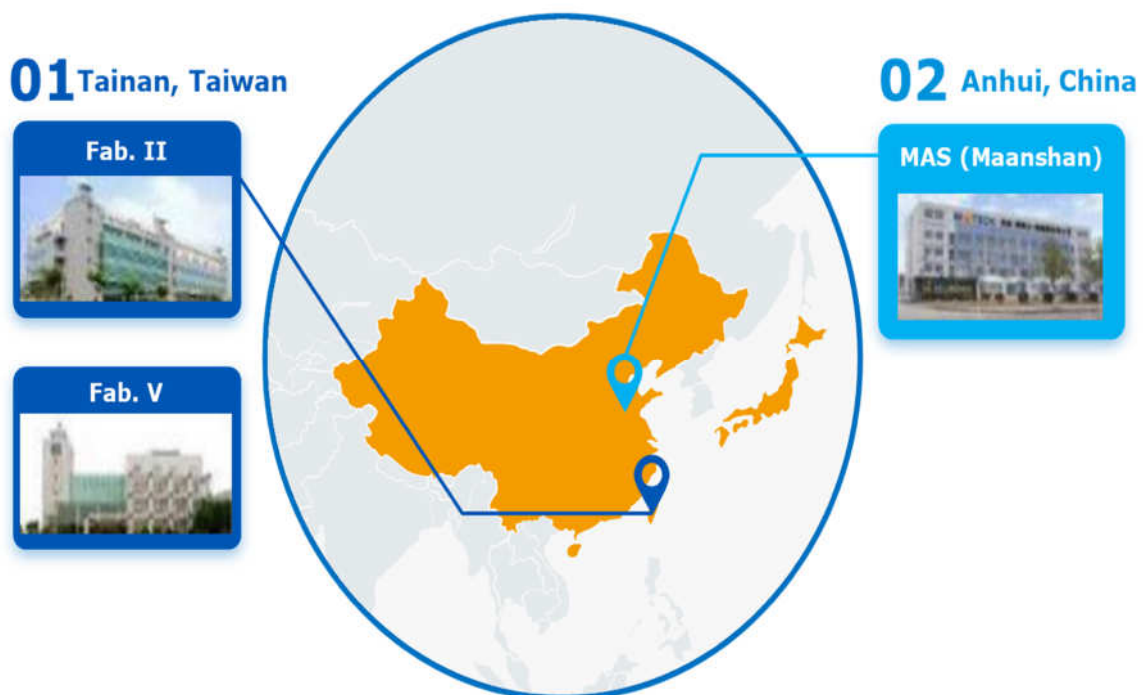 01 Tainan, Taiwan
Fab. II
Fab. V
02 Anhui, China
MAS (Maanshan)